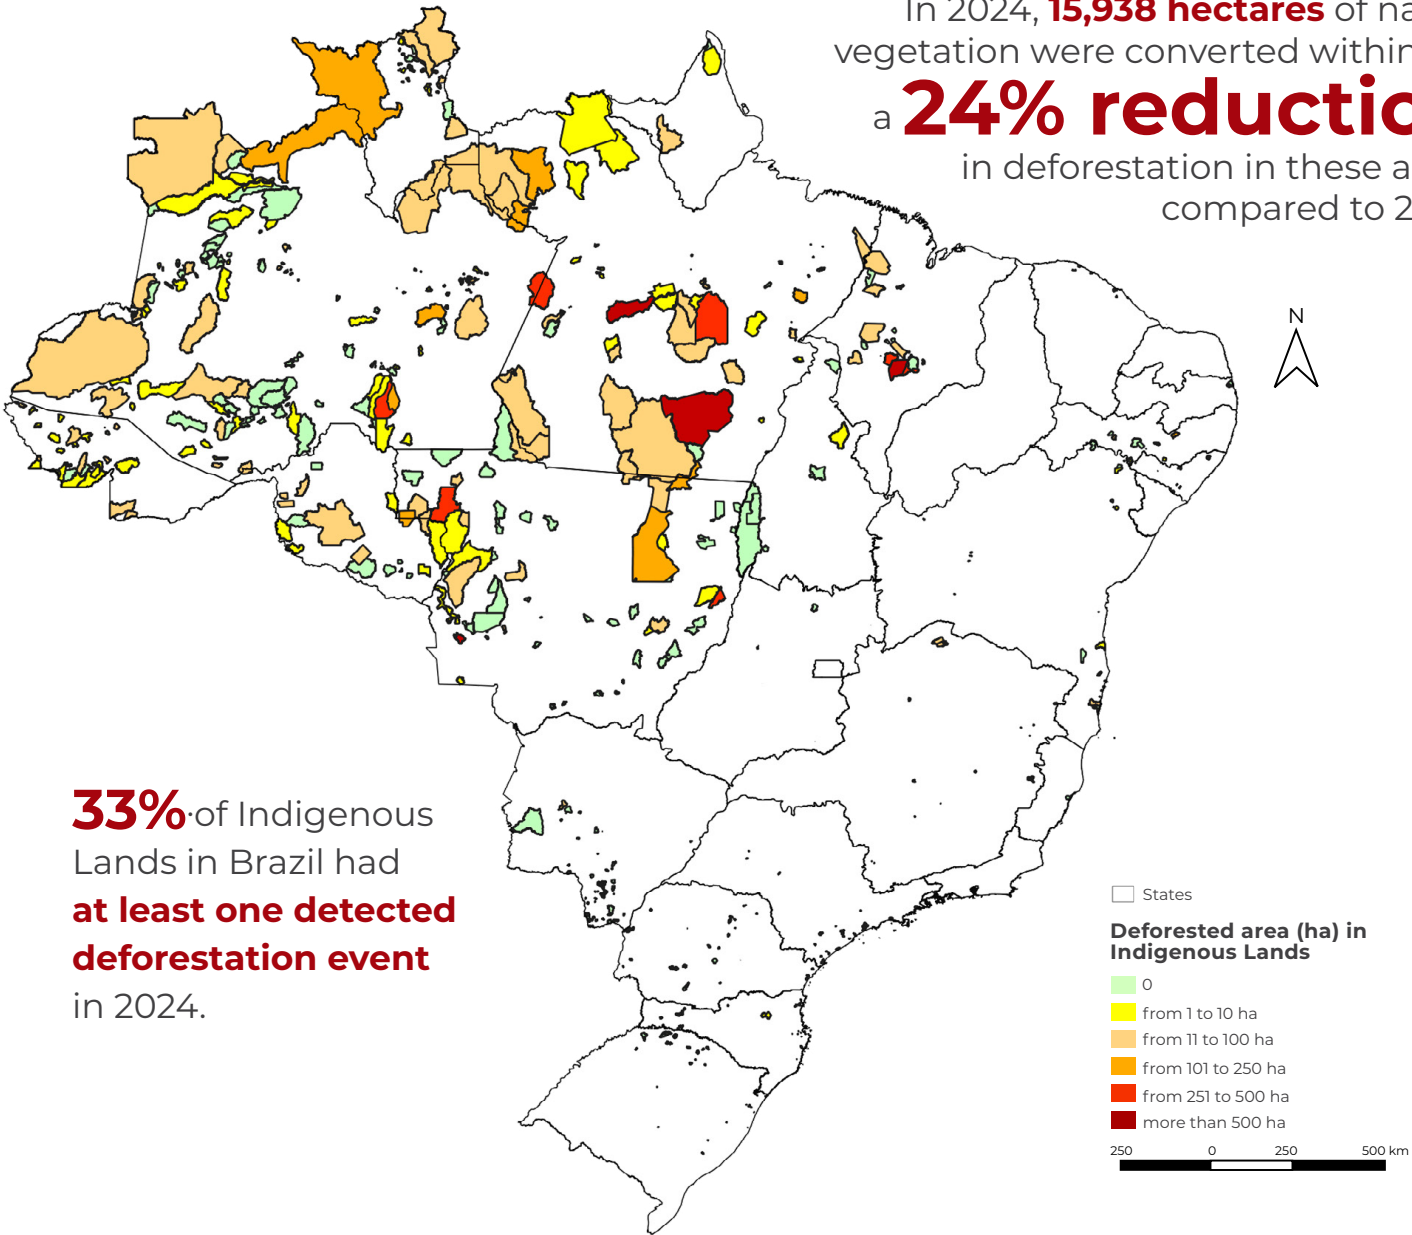 In 2024, 15,938 hectares of na
vegetation were converted within
a 24% reductio
in deforestation in these a
compared to 2
N
33% of Indigenous
Lands in Brazil had
at least one detected
deforestation event
in 2024.
States
Deforested area (ha) in
Indigenous Lands
0
from 1 to 10 ha
from 11 to 100 ha
from 101 to 250 ha
from 251 to 500 ha
more than 500 ha
250 0 250 500 km